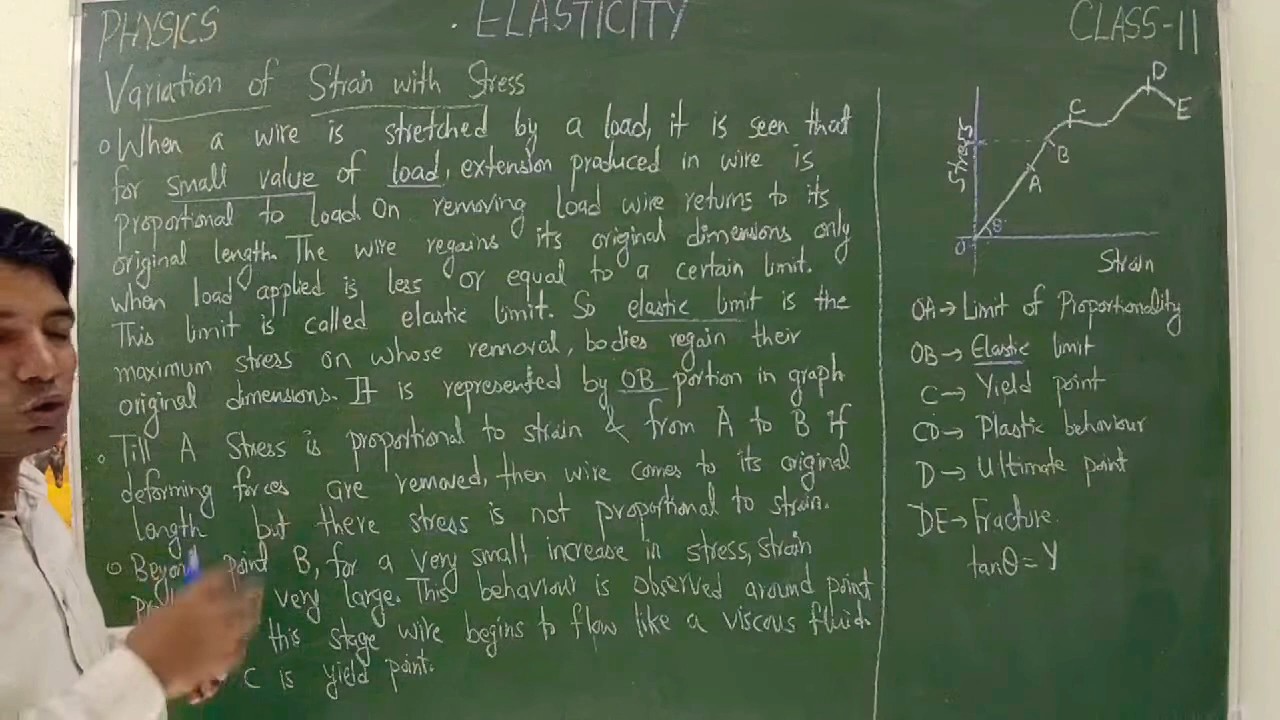 PHYSICS
ELASTICITY
CLASS-11
Variation of Strain with Stress
When a wire is stretched by a load, it is seen that
for small value of load, extension produced in wire is
proportional to load. On removing load wire returns to its
original length. The wire regains its original dimensions only
when load applied is less or equal to a certain limit.
This limit is called elastic limit. So elastic limit is the
maximum stress on whose removal, bodies regain their
original dimensions. It is represented by OB portion in graph
Till A Stress is proportional to strain & from A to B if
deforming forces are removed, then wire comes to its original
length but there stress is not proportional to strain.
Beyond point B, for a very small increase in stress, strain
very large. This behaviour is observed around point
this stage wire begins to flow like a viscous fluid.
C is yield point.
Stress
D
E
C
B
A
θ
O
Strain
OA→ Limit of Proportionality
OB→ Elastic limit
C→ Yield point
CD→ Plastic behaviour
D→ Ultimate point
DE→ Fracture.
tanθ = Y